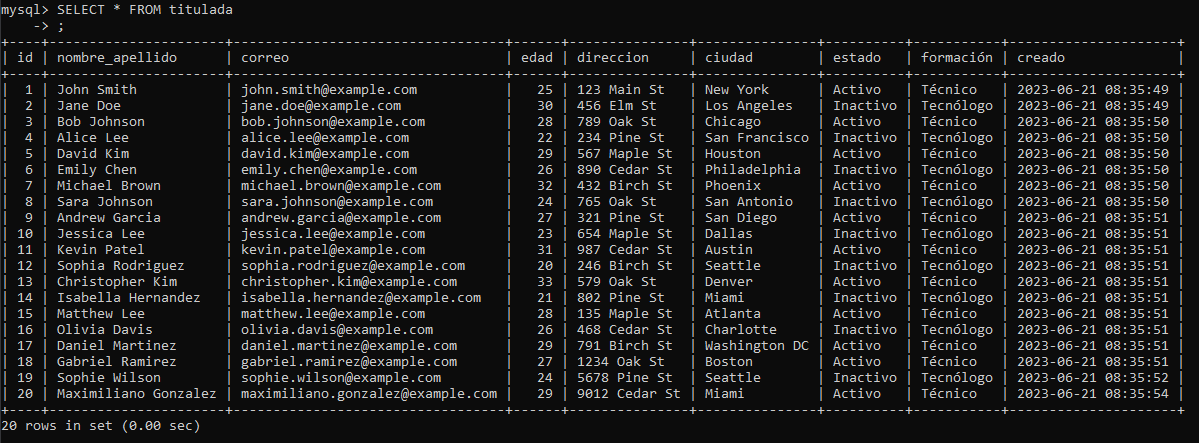 mysql> SELECT * FROM titulada
    -> ;
+----+---------------------+----------------------------------+------+---------------+---------------+----------+-----------+---------------------+
| id | nombre_apellido | correo | edad | direccion | ciudad | estado | formación | creado |
+----+---------------------+----------------------------------+------+---------------+---------------+----------+-----------+---------------------+
| 1 | John Smith | john.smith@example.com | 25 | 123 Main St | New York | Activo | Técnico | 2023-06-21 08:35:49 |
| 2 | Jane Doe | jane.doe@example.com | 30 | 456 Elm St | Los Angeles | Inactivo | Tecnólogo | 2023-06-21 08:35:49 |
| 3 | Bob Johnson | bob.johnson@example.com | 28 | 789 Oak St | Chicago | Activo | Técnico | 2023-06-21 08:35:50 |
| 4 | Alice Lee | alice.lee@example.com | 22 | 234 Pine St | San Francisco | Inactivo | Tecnólogo | 2023-06-21 08:35:50 |
| 5 | David Kim | david.kim@example.com | 29 | 567 Maple St | Houston | Activo | Técnico | 2023-06-21 08:35:50 |
| 6 | Emily Chen | emily.chen@example.com | 26 | 890 Cedar St | Philadelphia | Inactivo | Tecnólogo | 2023-06-21 08:35:50 |
| 7 | Michael Brown | michael.brown@example.com | 32 | 432 Birch St | Phoenix | Activo | Técnico | 2023-06-21 08:35:50 |
| 8 | Sara Johnson | sara.johnson@example.com | 24 | 765 Oak St | San Antonio | Inactivo | Tecnólogo | 2023-06-21 08:35:50 |
| 9 | Andrew Garcia | andrew.garcia@example.com | 27 | 321 Pine St | San Diego | Activo | Técnico | 2023-06-21 08:35:51 |
| 10 | Jessica Lee | jessica.lee@example.com | 23 | 654 Maple St | Dallas | Inactivo | Tecnólogo | 2023-06-21 08:35:51 |
| 11 | Kevin Patel | kevin.patel@example.com | 31 | 987 Cedar St | Austin | Activo | Técnico | 2023-06-21 08:35:51 |
| 12 | Sophia Rodriguez | sophia.rodriguez@example.com | 20 | 246 Birch St | Seattle | Inactivo | Tecnólogo | 2023-06-21 08:35:51 |
| 13 | Christopher Kim | christopher.kim@example.com | 33 | 579 Oak St | Denver | Activo | Técnico | 2023-06-21 08:35:51 |
| 14 | Isabella Hernandez | isabella.hernandez@example.com | 21 | 802 Pine St | Miami | Inactivo | Tecnólogo | 2023-06-21 08:35:51 |
| 15 | Matthew Lee | matthew.lee@example.com | 28 | 135 Maple St | Atlanta | Activo | Técnico | 2023-06-21 08:35:51 |
| 16 | Olivia Davis | olivia.davis@example.com | 26 | 468 Cedar St | Charlotte | Inactivo | Tecnólogo | 2023-06-21 08:35:51 |
| 17 | Daniel Martinez | daniel.martinez@example.com | 29 | 791 Birch St | Washington DC | Activo | Técnico | 2023-06-21 08:35:51 |
| 18 | Gabriel Ramirez | gabriel.ramirez@example.com | 27 | 1234 Oak St | Boston | Activo | Tecnólogo | 2023-06-21 08:35:51 |
| 19 | Sophie Wilson | sophie.wilson@example.com | 24 | 5678 Pine St | Seattle | Inactivo | Tecnólogo | 2023-06-21 08:35:52 |
| 20 | Maximiliano Gonzalez | maximiliano.gonzalez@example.com | 29 | 9012 Cedar St | Miami | Activo | Técnico | 2023-06-21 08:35:54 |
+----+---------------------+----------------------------------+------+---------------+---------------+----------+-----------+---------------------+
20 rows in set (0.00 sec)